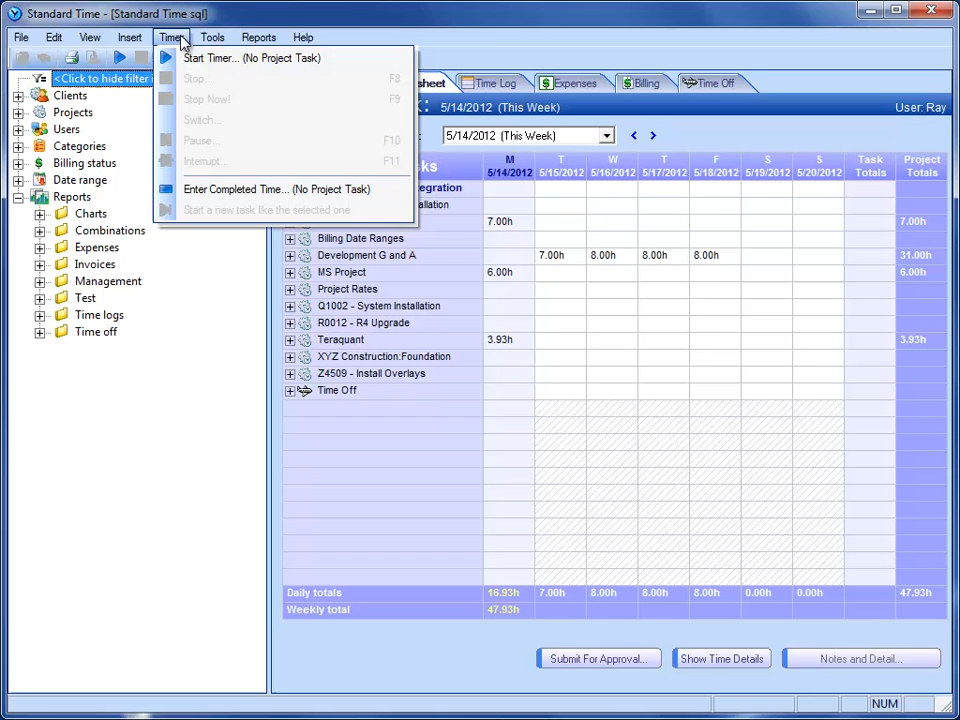 Standard Time - [Standard Time sql]
File Edit View Insert Timer Tools Reports Help
<Click to hide filter
Clients
Projects
Users
Categories
Billing status
Date range
Reports
Charts
Combinations
Expenses
Invoices
Management
Test
Time logs
Time off
Start Timer... (No Project Task)
Stop... F8
Stop Now! F9
Switch...
Pause... F10
Interrupt... F11
Enter Completed Time... (No Project Task)
Start a new task like the selected one
Time Log
Expenses
Billing
Time Off
5/14/2012 (This Week) User: Ray
5/14/2012 (This Week)
M T W T F S S Task Project
5/14/2012 5/15/2012 5/16/2012 5/17/2012 5/18/2012 5/19/2012 5/20/2012 Totals Totals
7.00h 7.00h
Billing Date Ranges
Development G and A 7.00h 8.00h 8.00h 8.00h 31.00h
MS Project 6.00h 6.00h
Project Rates
Q1002 - System Installation
R0012 - R4 Upgrade
Teraquant 3.93h 3.93h
XYZ Construction:Foundation
Z4509 - Install Overlays
Time Off
Daily totals 16.93h 7.00h 8.00h 8.00h 8.00h 0.00h 0.00h 47.93h
Weekly total 47.93h
Submit For Approval... Show Time Details Notes and Detail...
NUM